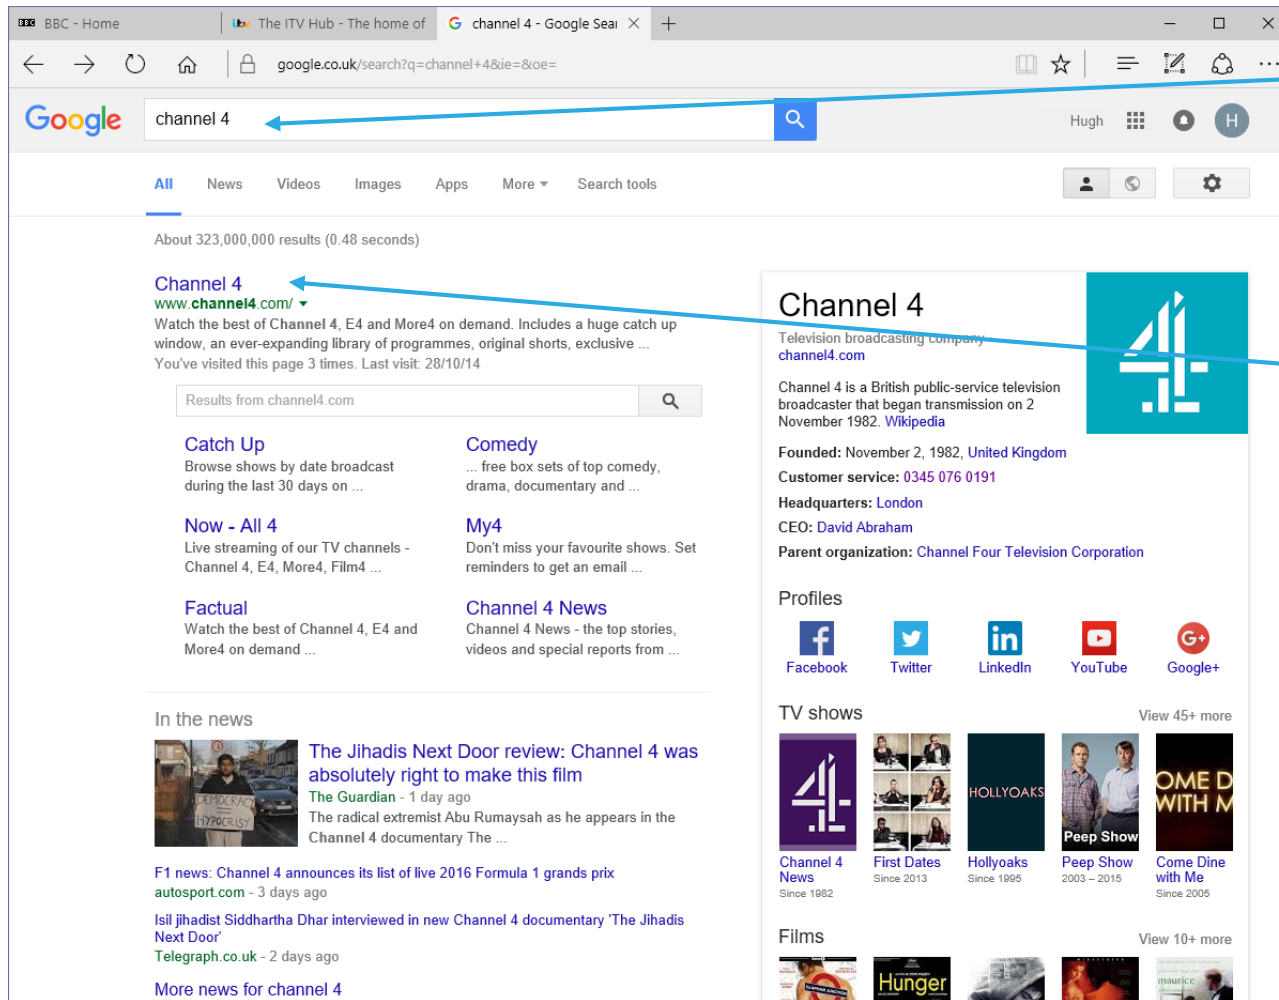 BBC BBC - Home
itv The ITV Hub - The home of
G channel 4 - Google Sear
google.co.uk/search?q=channel+4&ie=&oe=
Google
channel 4
Hugh
H
All News Videos Images Apps More Search tools
About 323,000,000 results (0.48 seconds)
Channel 4
www.channel4.com/
Watch the best of Channel 4, E4 and More4 on demand. Includes a huge catch up
window, an ever-expanding library of programmes, original shorts, exclusive ...
You've visited this page 3 times. Last visit: 28/10/14
Results from channel4.com
Catch Up
Browse shows by date broadcast
during the last 30 days on ...
Comedy
... free box sets of top comedy,
drama, documentary and ...
Now - All 4
Live streaming of our TV channels -
Channel 4, E4, More4, Film4 ...
My4
Don't miss your favourite shows. Set
reminders to get an email ...
Factual
Watch the best of Channel 4, E4 and
More4 on demand ...
Channel 4 News
Channel 4 News - the top stories,
videos and special reports from ...
In the news
DEMOCRACY
HYPOCRISY
The Jihadis Next Door review: Channel 4 was
absolutely right to make this film
The Guardian - 1 day ago
The radical extremist Abu Rumaysah as he appears in the
Channel 4 documentary The ...
F1 news: Channel 4 announces its list of live 2016 Formula 1 grands prix
autosport.com - 3 days ago
Isil jihadist Siddhartha Dhar interviewed in new Channel 4 documentary 'The Jihadis
Next Door'
Telegraph.co.uk - 2 days ago
More news for channel 4
Channel 4
Television broadcasting company
channel4.com
Channel 4 is a British public-service television
broadcaster that began transmission on 2
November 1982. Wikipedia
4
Founded: November 2, 1982, United Kingdom
Customer service: 0345 076 0191
Headquarters: London
CEO: David Abraham
Parent organization: Channel Four Television Corporation
Profiles
Facebook Twitter LinkedIn YouTube Google+
TV shows
View 45+ more
4
HOLLYOAKS
Peep Show
OME D
WITH M
Channel 4
News
Since 1982
First Dates
Since 2013
Hollyoaks
Since 1995
Peep Show
2003 – 2015
Come Dine
with Me
Since 2005
Films
View 10+ more
Hunger
maurice